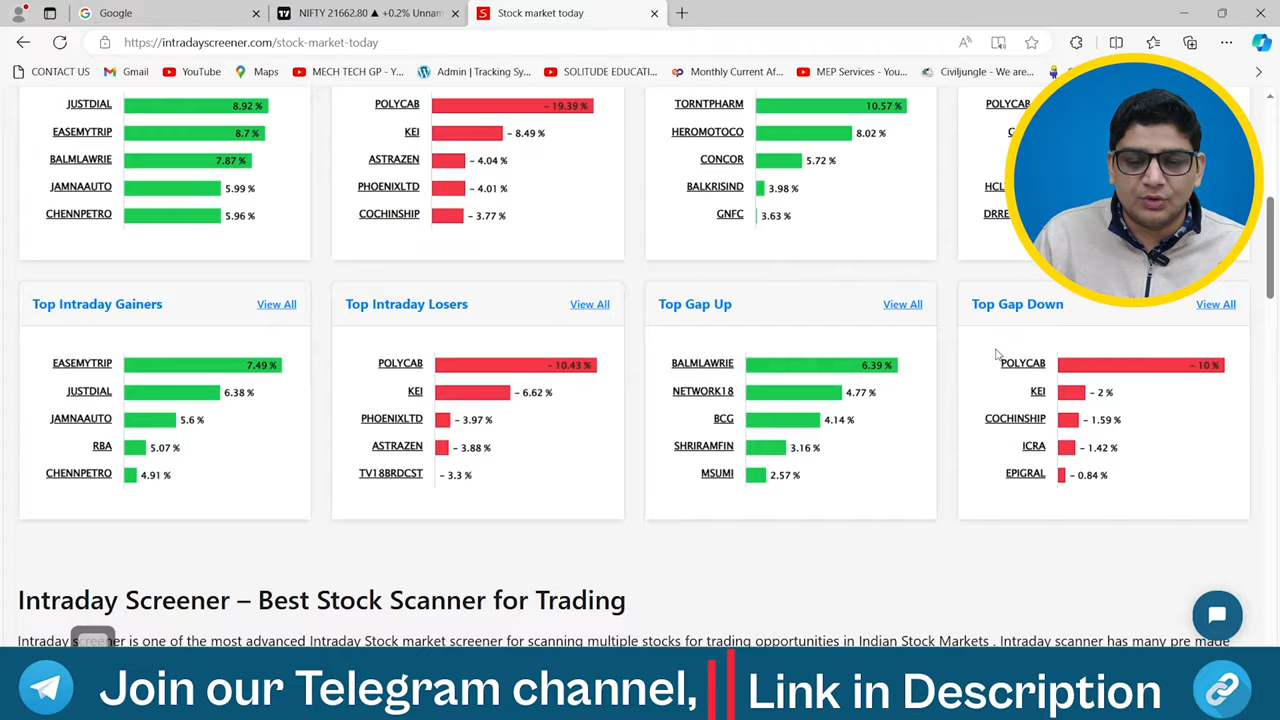 Google
NIFTY 21662.80 ▲ +0.2% Unnam
Stock market today
https://intradayscreener.com/stock-market-today
CONTACT US
Gmail
YouTube
Maps
MECH TECH GP - Y...
Admin | Tracking Sy...
SOLITUDE EDUCATI...
Monthly Current Af...
MEP Services - You...
Civiljungle - We are...
JUSTDIAL 8.92 %
EASEMYTRIP 8.7 %
BALMLAWRIE 7.87 %
JAMNAAUTO 5.99 %
CHENNPETRO 5.96 %
POLYCAB - 19.39 %
KEI - 8.49 %
ASTRAZEN - 4.04 %
PHOENIXLTD - 4.01 %
COCHINSHIP - 3.77 %
TORNTPHARM 10.57 %
HEROMOTOCO 8.02 %
CONCOR 5.72 %
BALKRISIND 3.98 %
GNFC 3.63 %
POLYCAB
HCL
DRRE
Top Intraday Gainers View All
EASEMYTRIP 7.49 %
JUSTDIAL 6.38 %
JAMNAAUTO 5.6 %
RBA 5.07 %
CHENNPETRO 4.91 %
Top Intraday Losers View All
POLYCAB - 10.43 %
KEI - 6.62 %
PHOENIXLTD - 3.97 %
ASTRAZEN - 3.88 %
TV18BRDCST - 3.3 %
Top Gap Up View All
BALMLAWRIE 6.39 %
NETWORK18 4.77 %
BCG 4.14 %
SHRIRAMFIN 3.16 %
MSUMI 2.57 %
Top Gap Down View All
POLYCAB - 10 %
KEI - 2 %
COCHINSHIP - 1.59 %
ICRA - 1.42 %
EPIGRAL - 0.84 %
Intraday Screener – Best Stock Scanner for Trading
Intraday screener is one of the most advanced Intraday Stock market screener for scanning multiple stocks for trading opportunities in Indian Stock Markets . Intraday scanner has many pre made
Join our Telegram channel,
Link in Description